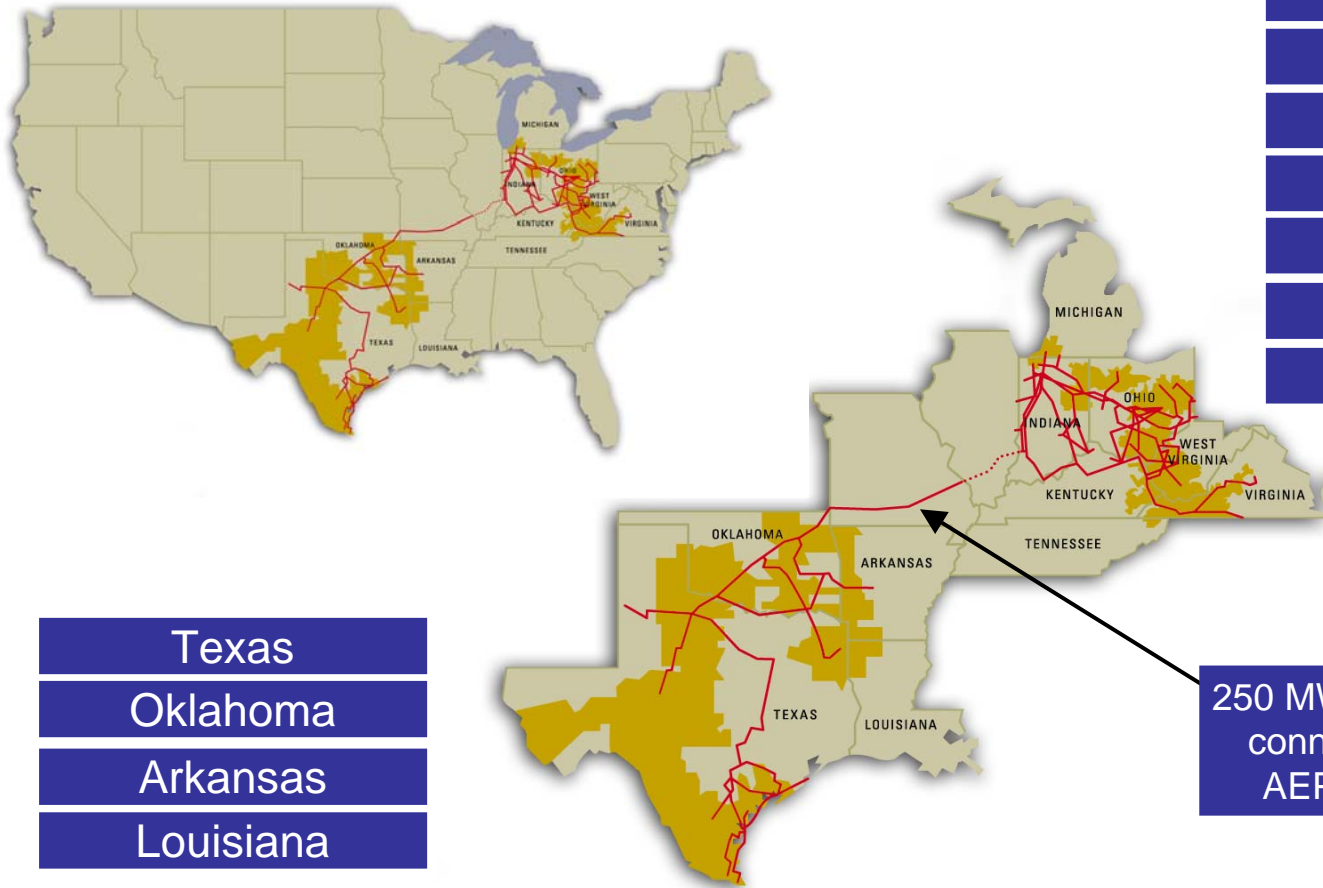 MICHIGAN
OHIO
INDIANA
WEST
VIRGINIA
KENTUCKY
VIRGINIA
TENNESSEE
OKLAHOMA
ARKANSAS
TEXAS
LOUISIANA
MICHIGAN
OHIO
INDIANA
WEST
VIRGINIA
KENTUCKY
VIRGINIA
TENNESSEE
OKLAHOMA
ARKANSAS
TEXAS
LOUISIANA
Texas
Oklahoma
Arkansas
Louisiana
250 MW
conn
AEP